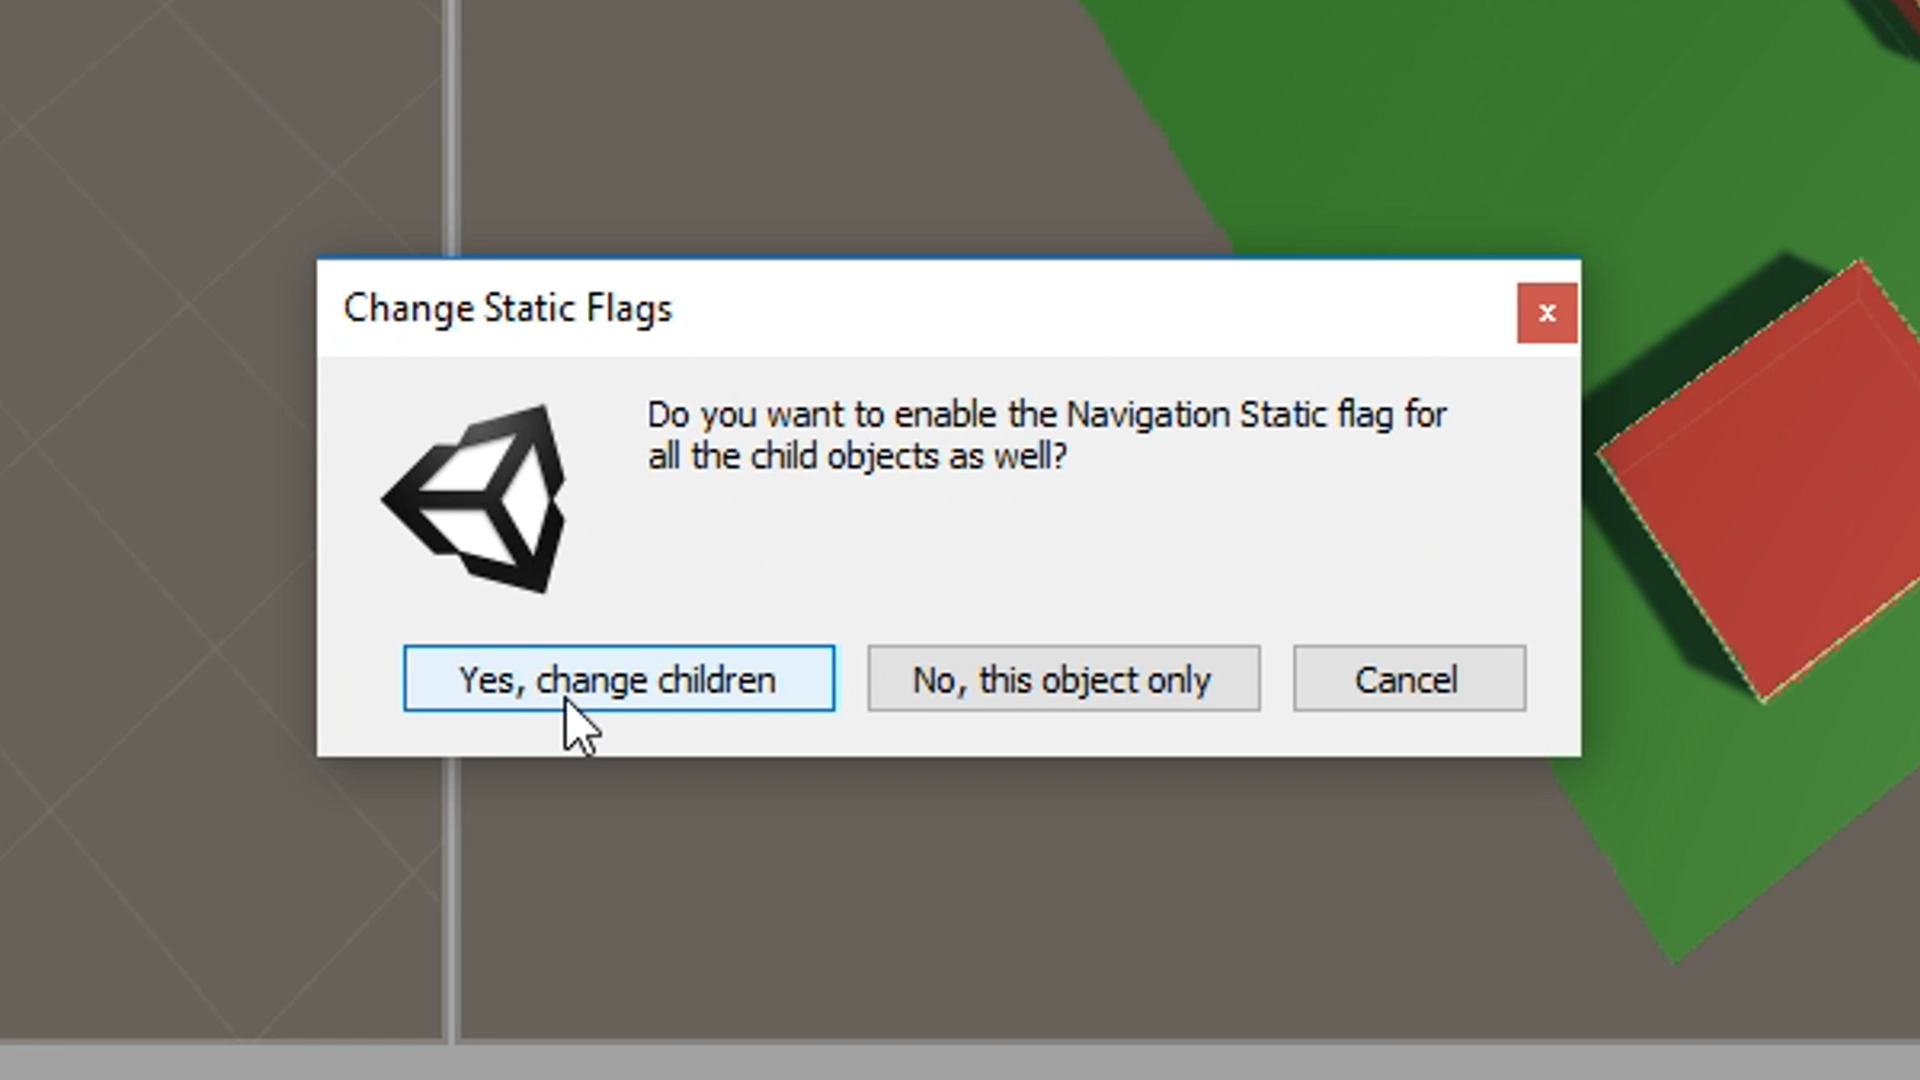 Change Static Flags
x
Do you want to enable the Navigation Static flag for
all the child objects as well?
Yes, change children
No, this object only
Cancel